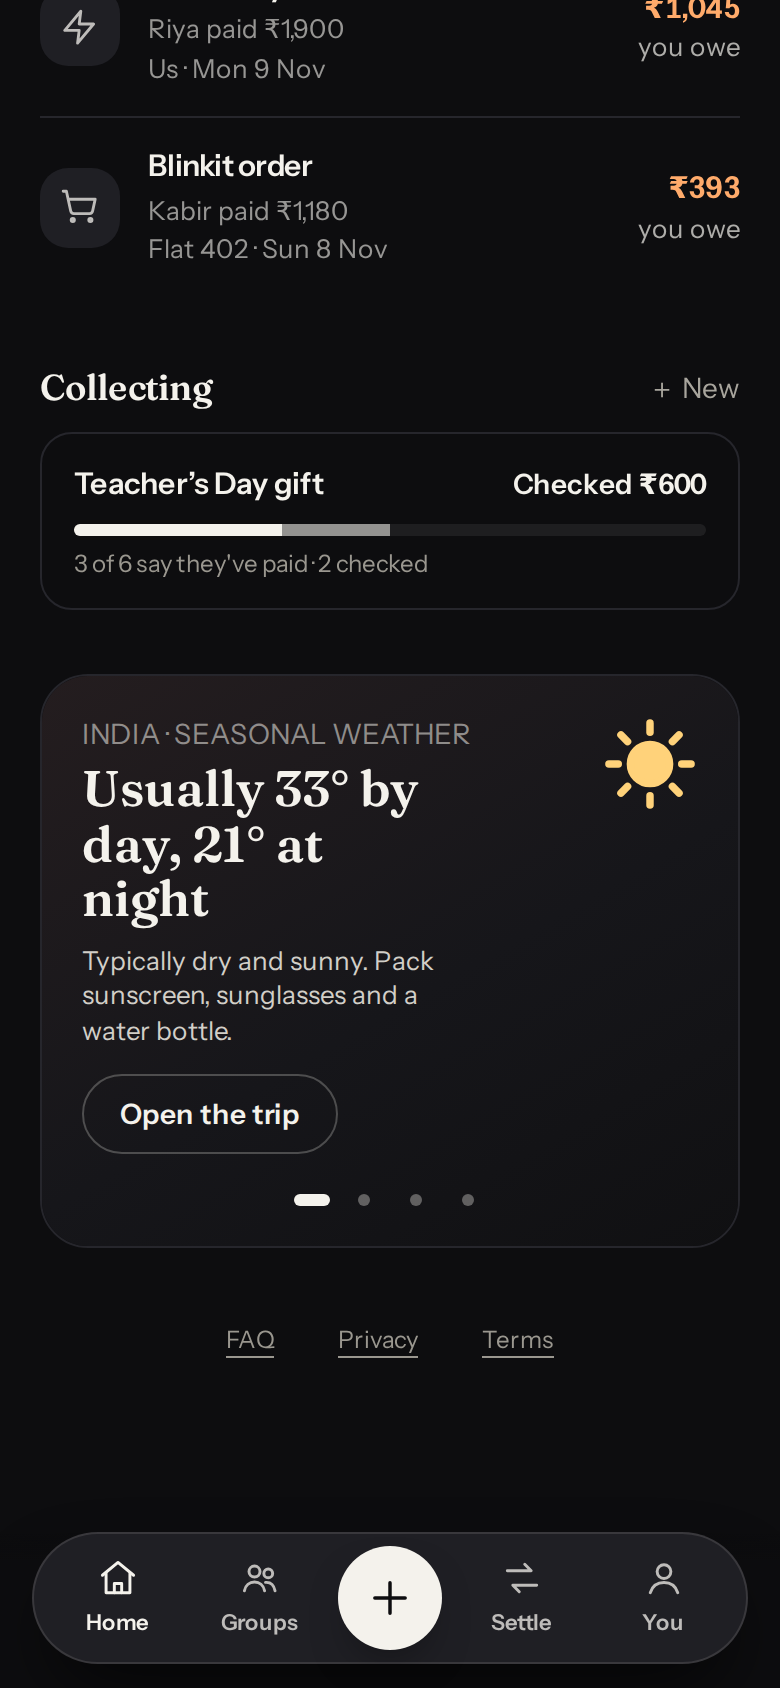 ₹1,045
Riya paid ₹1,900
you owe
Us · Mon 9 Nov
Blinkit order
₹393
Kabir paid ₹1,180
you owe
Flat 402 · Sun 8 Nov
Collecting
+ New
Teacher’s Day gift
Checked ₹600
3 of 6 say they've paid · 2 checked
INDIA · SEASONAL WEATHER
Usually 33° by
day, 21° at
night
Typically dry and sunny. Pack
sunscreen, sunglasses and a
water bottle.
Open the trip
FAQ
Privacy
Terms
Home
Groups
Settle
You